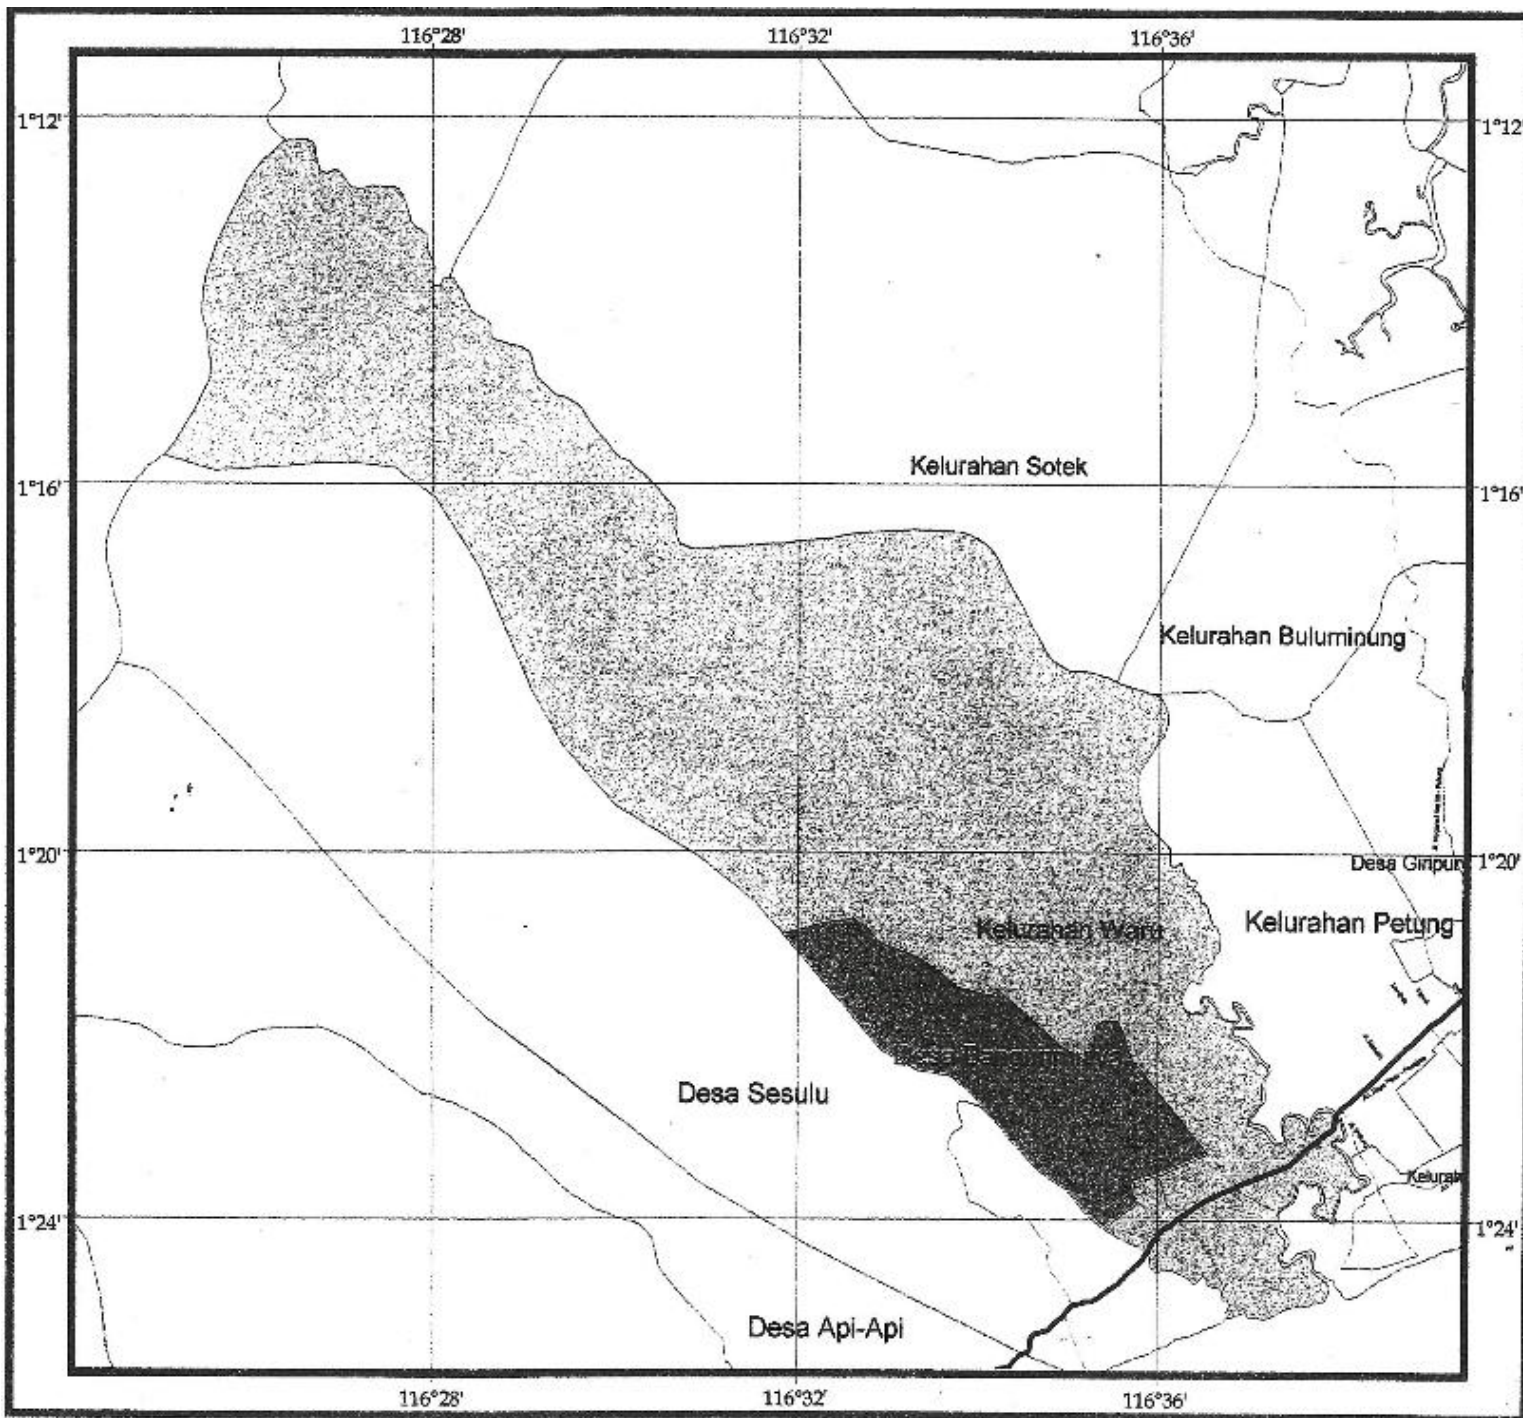 116°28' 116°32' 116°36'
1°12' 1°12'
Kelurahan Sotek
1°16' 1°16'
Kelurahan Buluminung
1°20' Desa Giripur 1°20'
Kelurahan Waru Kelurahan Petung
Desa
Desa Sesulu
Kelurah
1°24' 1°24'
Desa Api-Api
116°28' 116°32' 116°36'